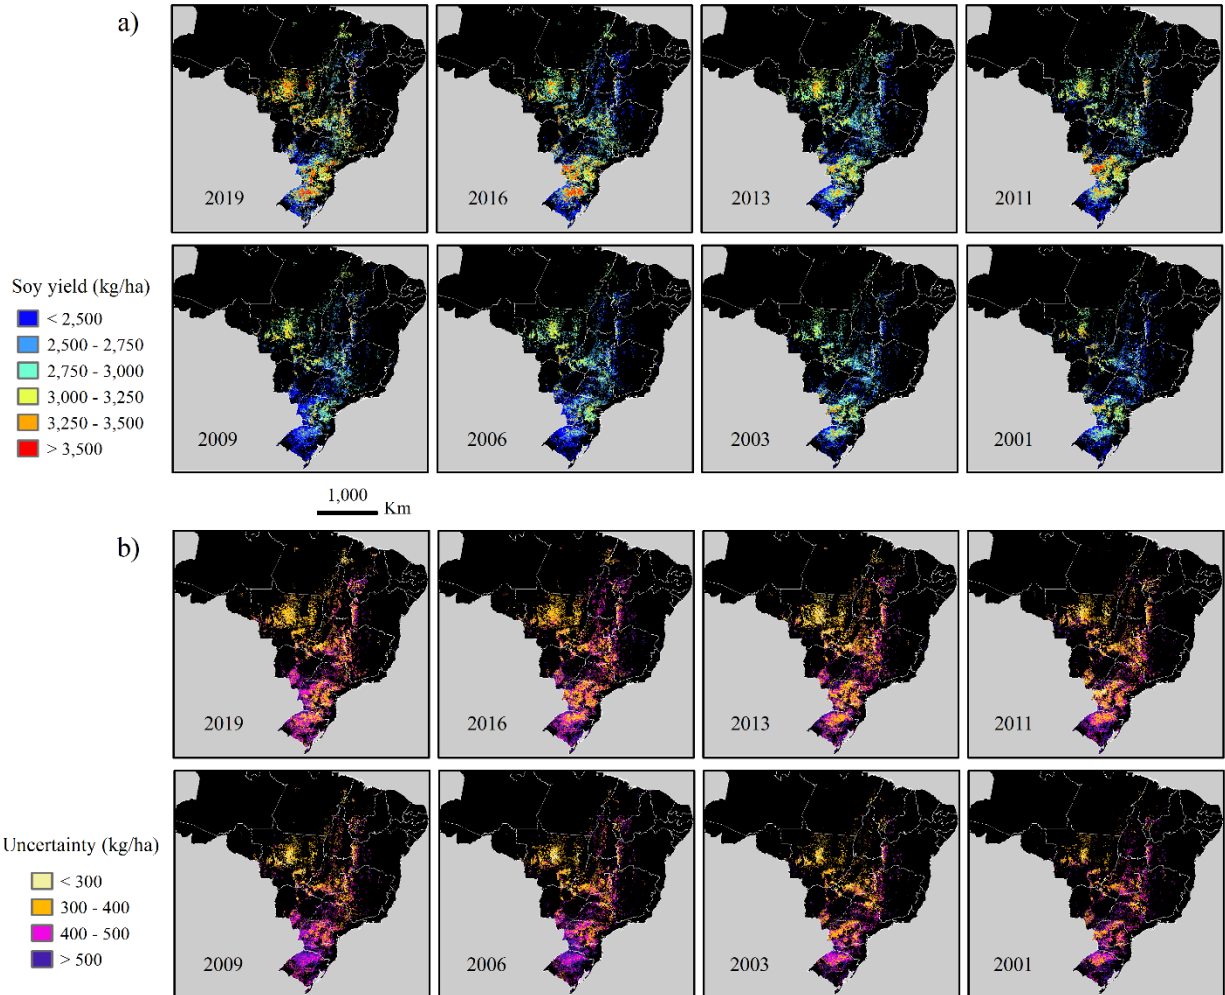 a)
2019
2016
2013
2011
Soy yield (kg/ha)
< 2,500
2,500 - 2,750
2,750 - 3,000
3,000 - 3,250
3,250 - 3,500
> 3,500
2009
2006
2003
2001
1,000
Km
b)
2019
2016
2013
2011
Uncertainty (kg/ha)
< 300
300 - 400
400 - 500
> 500
2009
2006
2003
2001